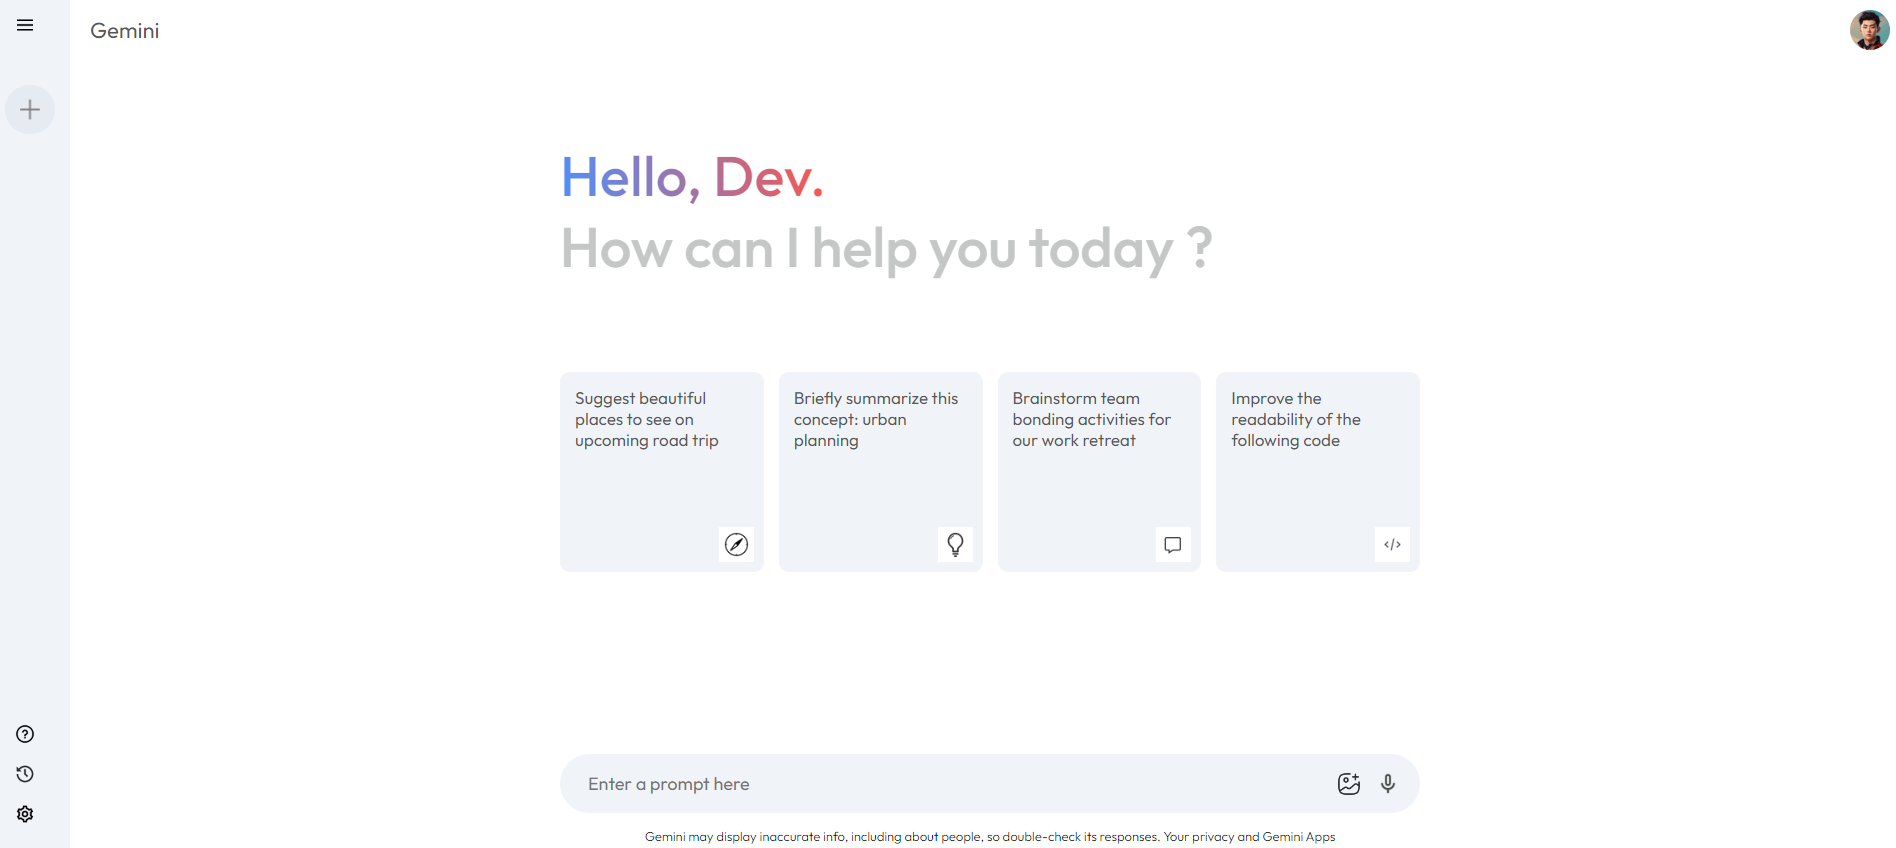 Gemini
Hello, Dev.
How can I help you today ?
Suggest beautiful
places to see on
upcoming road trip
Briefly summarize this
concept: urban
planning
Brainstorm team
bonding activities for
our work retreat
Improve the
readability of the
following code
Enter a prompt here
Gemini may display inaccurate info, including about people, so double-check its responses. Your privacy and Gemini Apps